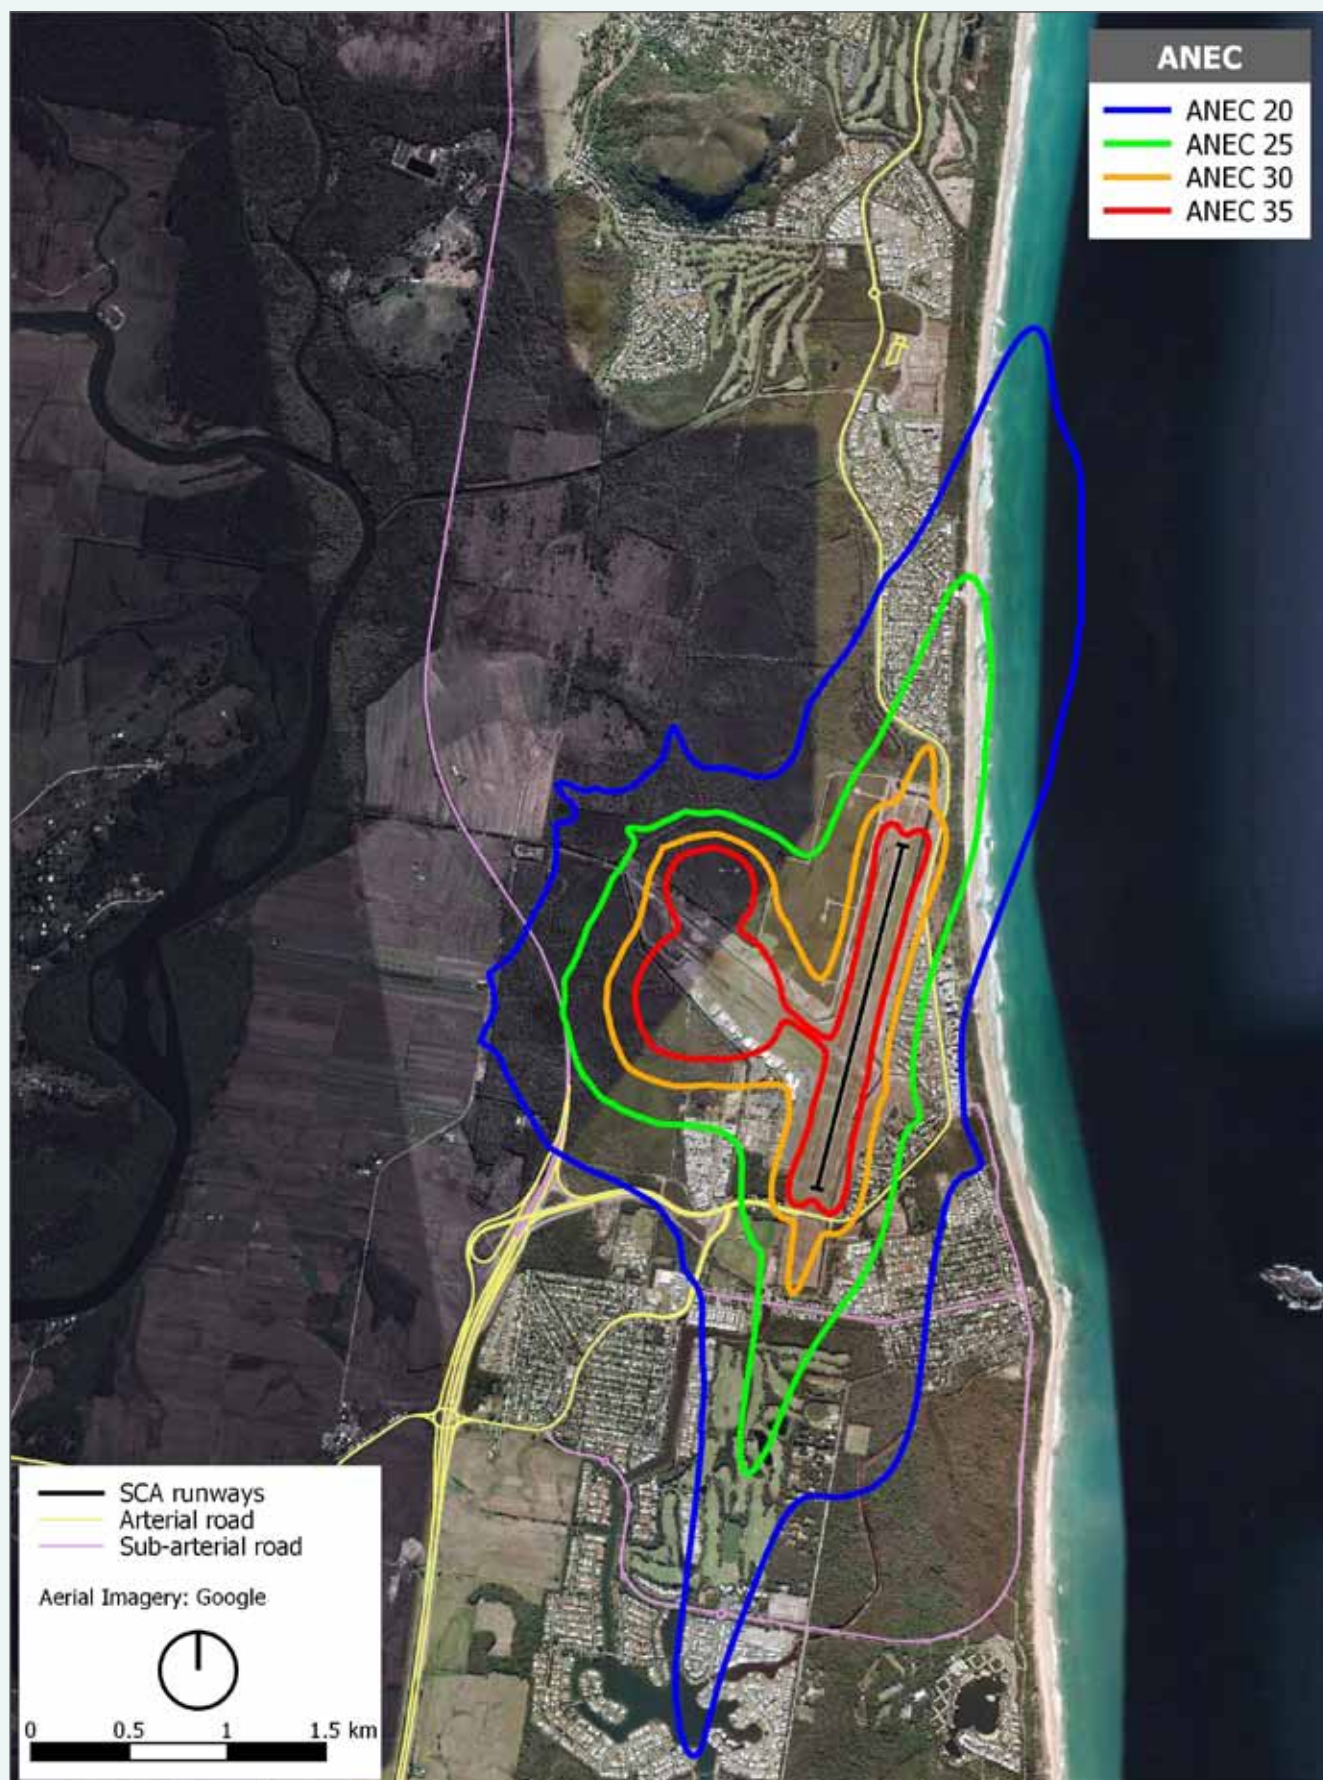 ANEC
ANEC 20
ANEC 25
ANEC 30
ANEC 35
SCA runways
Arterial road
Sub-arterial road
Aerial Imagery: Google
0 0.5 1 1.5 km